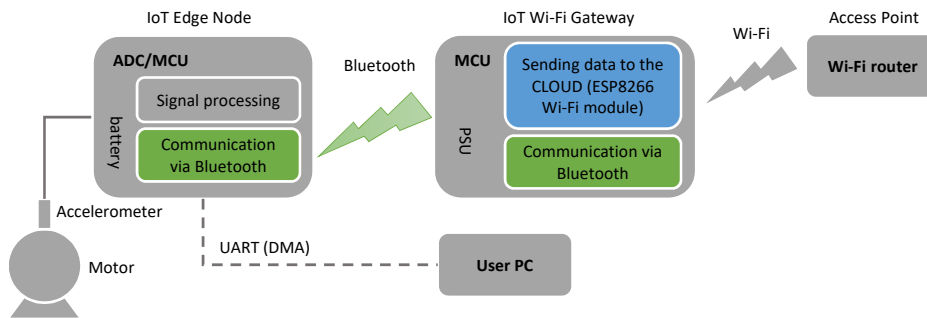 IoT Edge Node
IoT Wi-Fi Gateway
Access Point
ADC/MCU
Signal processing
battery
Communication
via Bluetooth
Bluetooth
MCU
Sending data to the
CLOUD (ESP8266
Wi-Fi module)
PSU
Communication via
Bluetooth
Wi-Fi
Wi-Fi router
Accelerometer
Motor
UART (DMA)
User PC